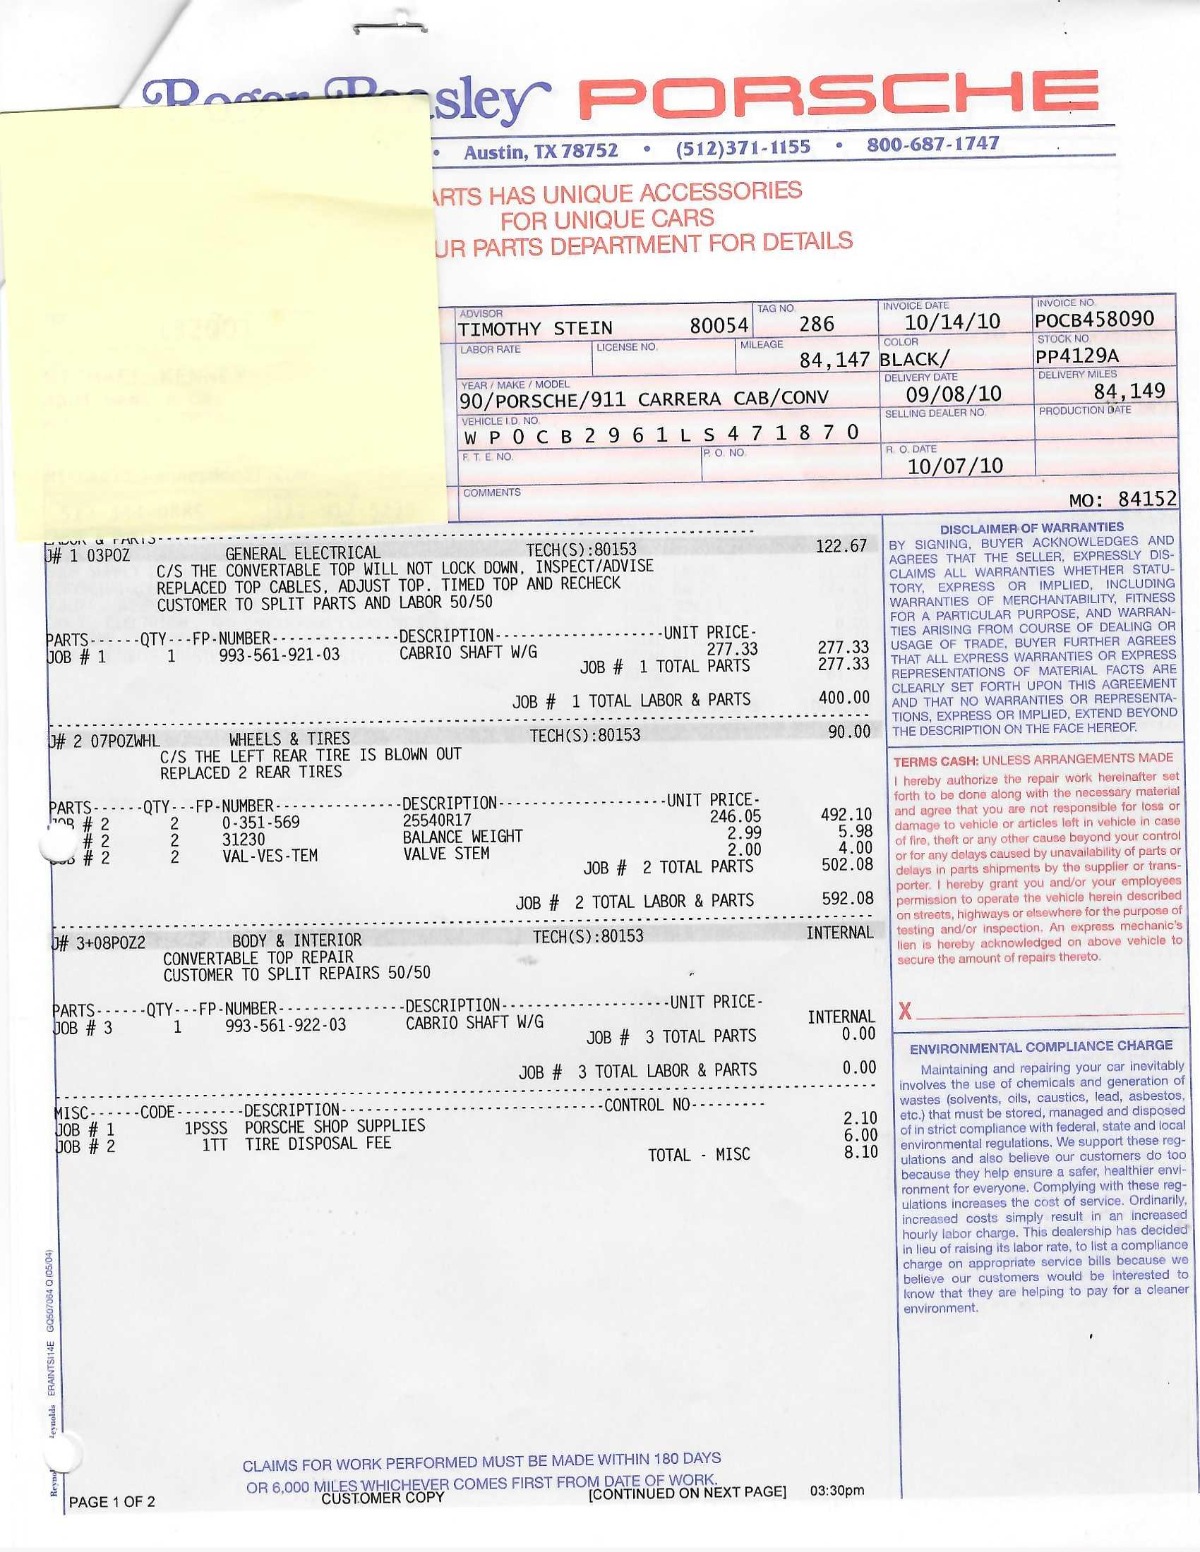 Roger Beasley PORSCHE
• Austin, TX 78752 • (512)371-1155 • 800-687-1747
ARTS HAS UNIQUE ACCESSORIES
FOR UNIQUE CARS
UR PARTS DEPARTMENT FOR DETAILS
ADVISOR TAG NO. INVOICE DATE INVOICE NO.
TIMOTHY STEIN 80054 286 10/14/10 POCB458090
LABOR RATE LICENSE NO. MILEAGE COLOR STOCK NO.
84,147 BLACK/ PP4129A
YEAR / MAKE / MODEL DELIVERY DATE DELIVERY MILES
90/PORSCHE/911 CARRERA CAB/CONV 09/08/10 84,149
VEHICLE I.D. NO. SELLING DEALER NO. PRODUCTION DATE
W P 0 C B 2 9 6 1 L S 4 7 1 8 7 0
F. T. E. NO. P. O. NO. R. O. DATE
10/07/10
COMMENTS
MO: 84152
LABOR & PARTS----------------------------------------
J# 1 03POZ GENERAL ELECTRICAL TECH(S):80153 122.67
C/S THE CONVERTABLE TOP WILL NOT LOCK DOWN, INSPECT/ADVISE
REPLACED TOP CABLES, ADJUST TOP. TIMED TOP AND RECHECK
CUSTOMER TO SPLIT PARTS AND LABOR 50/50
PARTS------QTY---FP-NUMBER---------------DESCRIPTION--------------------UNIT PRICE-
JOB # 1 1 993-561-921-03 CABRIO SHAFT W/G 277.33 277.33
JOB # 1 TOTAL PARTS 277.33
JOB # 1 TOTAL LABOR & PARTS 400.00
J# 2 07POZWHL WHEELS & TIRES TECH(S):80153 90.00
C/S THE LEFT REAR TIRE IS BLOWN OUT
REPLACED 2 REAR TIRES
PARTS------QTY---FP-NUMBER---------------DESCRIPTION--------------------UNIT PRICE-
JOB # 2 2 0-351-569 25540R17 246.05 492.10
# 2 2 31230 BALANCE WEIGHT 2.99 5.98
JOB # 2 2 VAL-VES-TEM VALVE STEM 2.00 4.00
JOB # 2 TOTAL PARTS 502.08
JOB # 2 TOTAL LABOR & PARTS 592.08
J# 3+08POZ2 BODY & INTERIOR TECH(S):80153 INTERNAL
CONVERTABLE TOP REPAIR
CUSTOMER TO SPLIT REPAIRS 50/50
PARTS------QTY---FP-NUMBER---------------DESCRIPTION--------------------UNIT PRICE-
JOB # 3 1 993-561-922-03 CABRIO SHAFT W/G INTERNAL
JOB # 3 TOTAL PARTS 0.00
JOB # 3 TOTAL LABOR & PARTS 0.00
MISC------CODE--------DESCRIPTION--------------------------------CONTROL NO---------
JOB # 1 1PSSS PORSCHE SHOP SUPPLIES 2.10
JOB # 2 1TT TIRE DISPOSAL FEE 6.00
TOTAL - MISC 8.10
DISCLAIMER OF WARRANTIES
BY SIGNING, BUYER ACKNOWLEDGES AND
AGREES THAT THE SELLER, EXPRESSLY DIS-
CLAIMS ALL WARRANTIES WHETHER STATU-
TORY, EXPRESS OR IMPLIED, INCLUDING
WARRANTIES OF MERCHANTABILITY, FITNESS
FOR A PARTICULAR PURPOSE, AND WARRAN-
TIES ARISING FROM COURSE OF DEALING OR
USAGE OF TRADE, BUYER FURTHER AGREES
THAT ALL EXPRESS WARRANTIES OR EXPRESS
REPRESENTATIONS OF MATERIAL FACTS ARE
CLEARLY SET FORTH UPON THIS AGREEMENT
AND THAT NO WARRANTIES OR REPRESENTA-
TIONS, EXPRESS OR IMPLIED, EXTEND BEYOND
THE DESCRIPTION ON THE FACE HEREOF.
TERMS CASH: UNLESS ARRANGEMENTS MADE
I hereby authorize the repair work hereinafter set
forth to be done along with the necessary material
and agree that you are not responsible for loss or
damage to vehicle or articles left in vehicle in case
of fire, theft or any other cause beyond your control
or for any delays caused by unavailability of parts or
delays in parts shipments by the supplier or trans-
porter. I hereby grant you and/or your employees
permission to operate the vehicle herein described
on streets, highways or elsewhere for the purpose of
testing and/or inspection. An express mechanic's
lien is hereby acknowledged on above vehicle to
secure the amount of repairs thereto.
X
ENVIRONMENTAL COMPLIANCE CHARGE
Maintaining and repairing your car inevitably
involves the use of chemicals and generation of
wastes (solvents, oils, caustics, lead, asbestos,
etc.) that must be stored, managed and disposed
of in strict compliance with federal, state and local
environmental regulations. We support these reg-
ulations and also believe our customers do too
because they help ensure a safer, healthier envi-
ronment for everyone. Complying with these reg-
ulations increases the cost of service. Ordinarily,
increased costs simply result in an increased
hourly labor charge. This dealership has decided
in lieu of raising its labor rate, to list a compliance
charge on appropriate service bills because we
believe our customers would be interested to
know that they are helping to pay for a cleaner
environment.
ERAINTSI14E GQ507064 Q (05/04)
CLAIMS FOR WORK PERFORMED MUST BE MADE WITHIN 180 DAYS
OR 6,000 MILES WHICHEVER COMES FIRST FROM DATE OF WORK.
PAGE 1 OF 2 CUSTOMER COPY [CONTINUED ON NEXT PAGE] 03:30pm